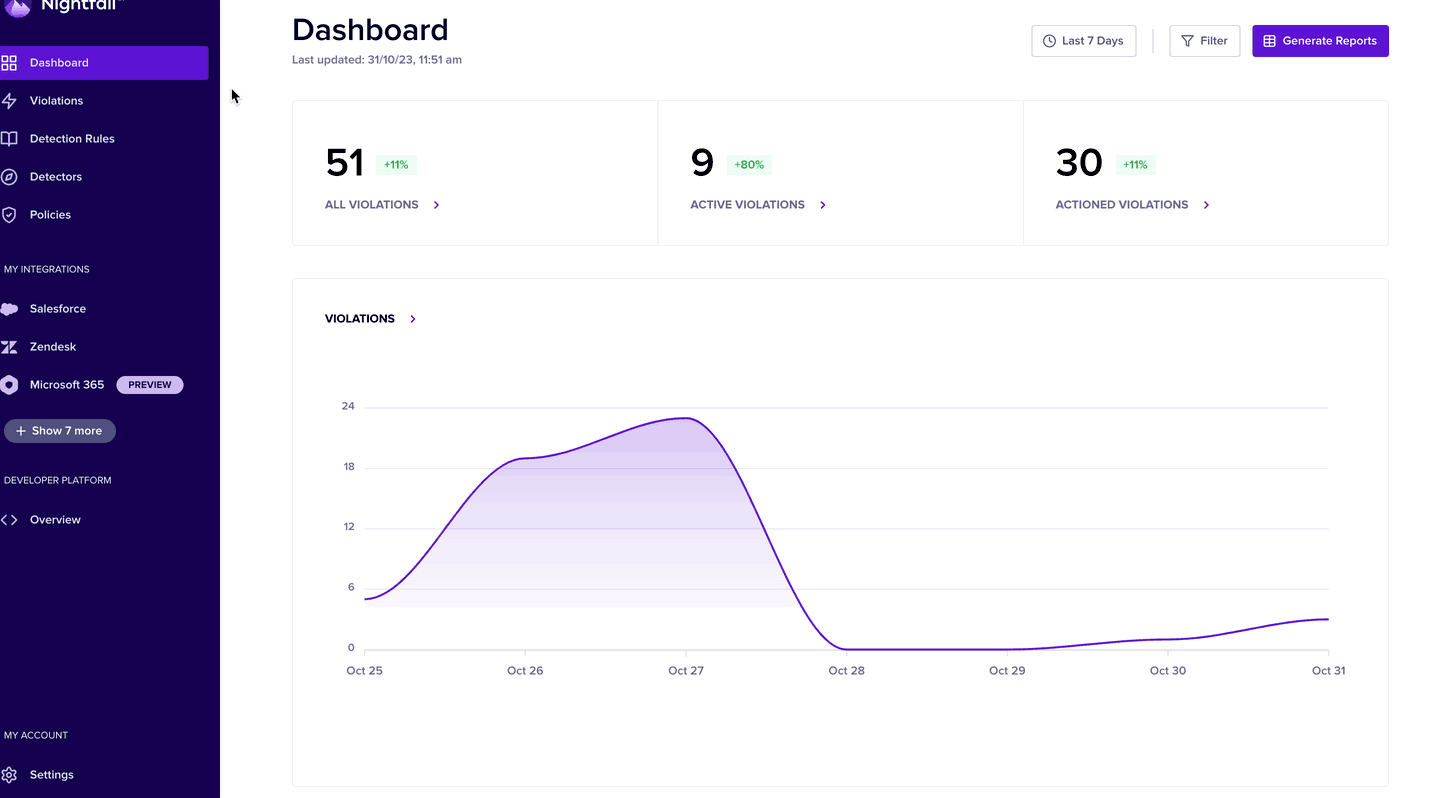 Nightfall
Dashboard
Violations
Detection Rules
Detectors
Policies
MY INTEGRATIONS
Salesforce
Zendesk
Microsoft 365 PREVIEW
+ Show 7 more
DEVELOPER PLATFORM
Overview
MY ACCOUNT
Settings
Dashboard
Last updated: 31/10/23, 11:51 am
Last 7 Days
Filter
Generate Reports
51 +11%
ALL VIOLATIONS
9 +80%
ACTIVE VIOLATIONS
30 +11%
ACTIONED VIOLATIONS
VIOLATIONS
24
18
12
6
0
Oct 25 Oct 26 Oct 27 Oct 28 Oct 29 Oct 30 Oct 31